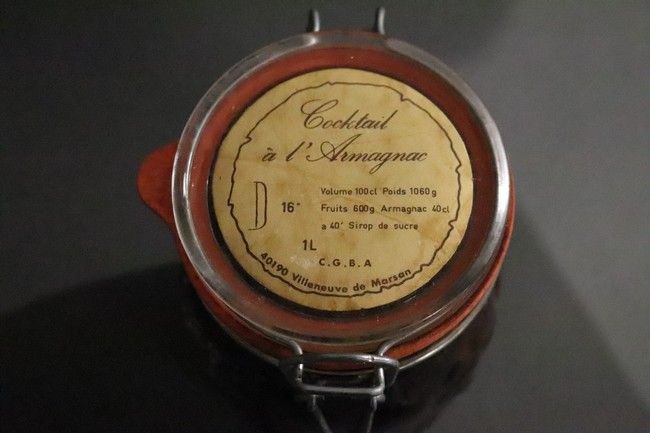 Cocktail
à l'Armagnac
Volume 100cl Poids 1060g
D 16° Fruits 600g Armagnac 40cl
a 40° Sirop de sucre
1L
C.G.B.A
40190 Villeneuve de Marsan